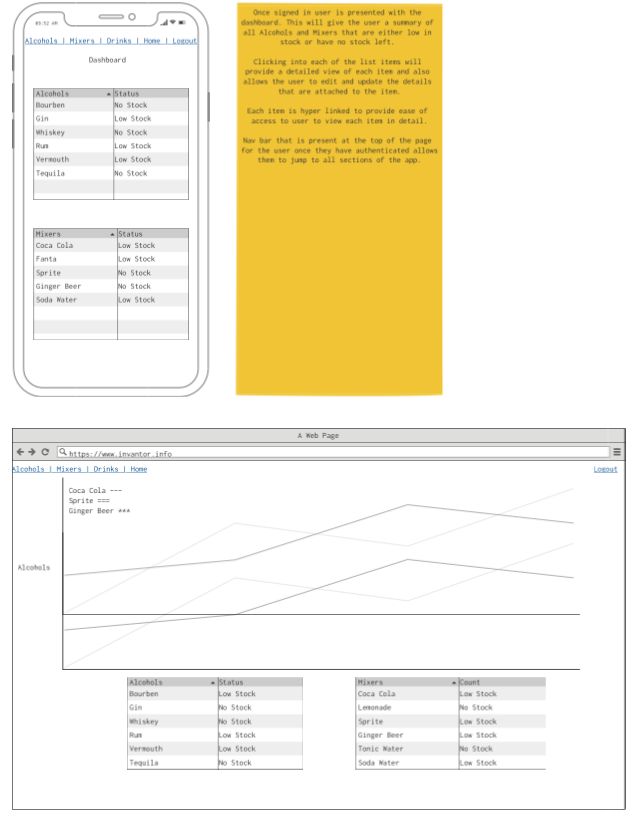 09:52 AM
Alcohols | Mixers | Drinks | Home | Logout
Dashboard
Alcohols Status
Bourben No Stock
Gin Low Stock
Whiskey No Stock
Rum Low Stock
Vermouth Low Stock
Tequila No Stock
Mixers Status
Coca Cola Low Stock
Fanta Low Stock
Sprite No Stock
Ginger Beer No Stock
Soda Water Low Stock
Once signed in user is presented with the
dashboard. This will give the user a summary of
all Alcohols and Mixers that are either low in
stock or have no stock left.
Clicking into each of the list items will
provide a detailed view of each item and also
allows the user to edit and update the details
that are attached to the item.
Each item is hyper linked to provide ease of
access to user to view each item in detail.
Nav bar that is present at the top of the page
for the user once they have authenticated allows
them to jump to all sections of the app.
A Web Page
https://www.invantor.info
Alcohols | Mixers | Drinks | Home Logout
Coca Cola ---
Sprite ===
Ginger Beer ***
Alcohols
Alcohols Status
Bourben Low Stock
Gin No Stock
Whiskey No Stock
Rum Low Stock
Vermouth Low Stock
Tequila No Stock
Mixers Count
Coca Cola Low Stock
Lemonade No Stock
Sprite Low Stock
Ginger Beer Low Stock
Tonic Water No Stock
Soda Water Low Stock